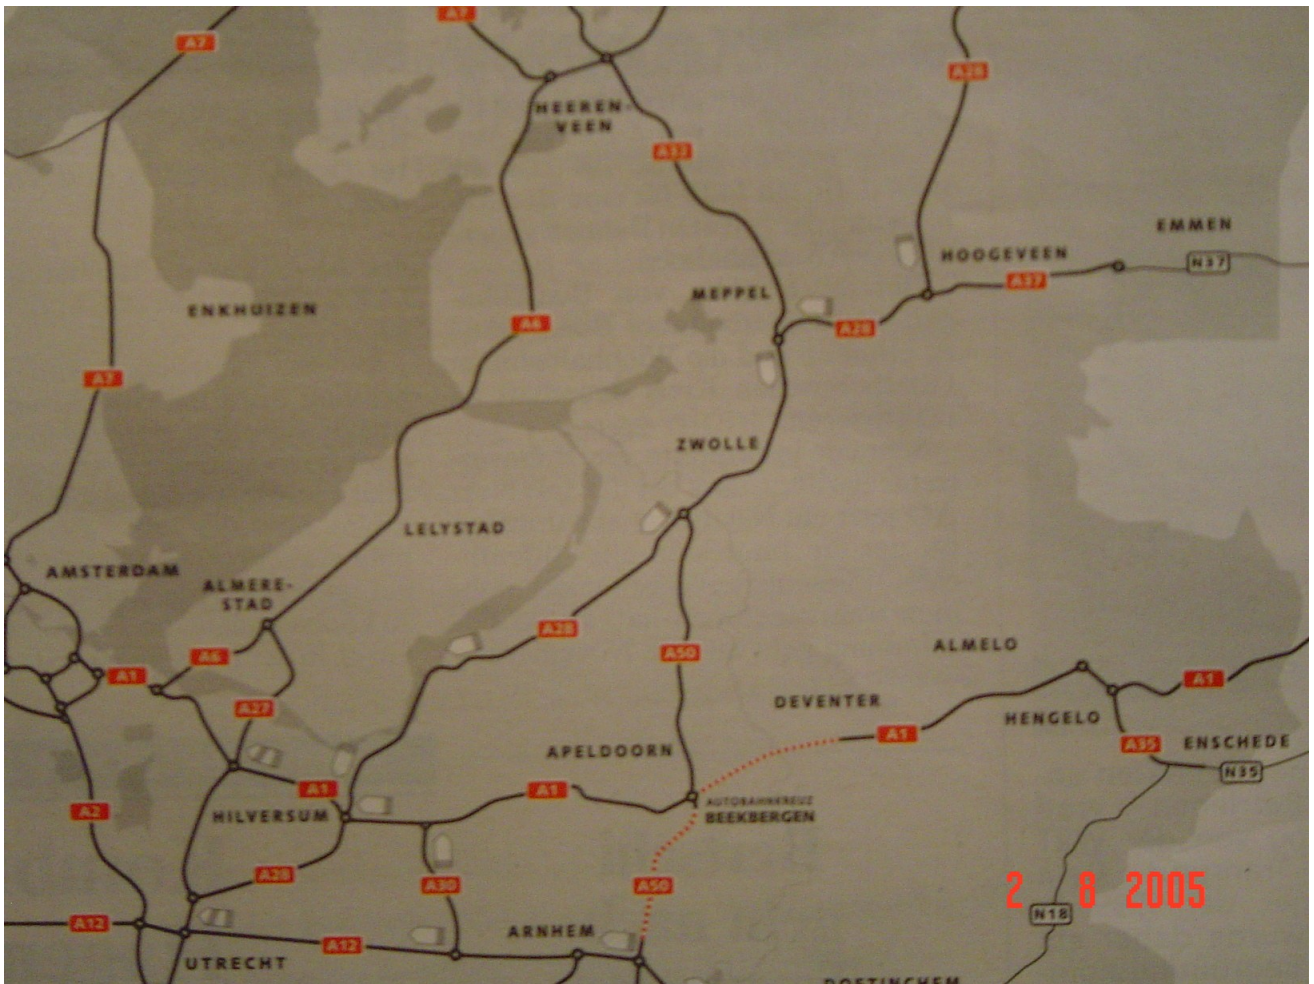 A7
A7
A28
HEEREN-
VEEN
A32
EMMEN
HOOGEVEEN
N37
A37
MEPPEL
ENKHUIZEN
A6
A28
A7
ZWOLLE
LELYSTAD
AMSTERDAM
ALMERE-
STAD
A28
A6
A50
ALMELO
A1
A1
DEVENTER
A27
HENGELO
A1
A35
ENSCHEDE
APELDOORN
N35
A1
A1
AUTOBAHNKREUZ
BEEKBERGEN
A2
HILVERSUM
A28
A30
A50
2 8 2005
N18
A12
ARNHEM
A12
UTRECHT
DOETINCHEM